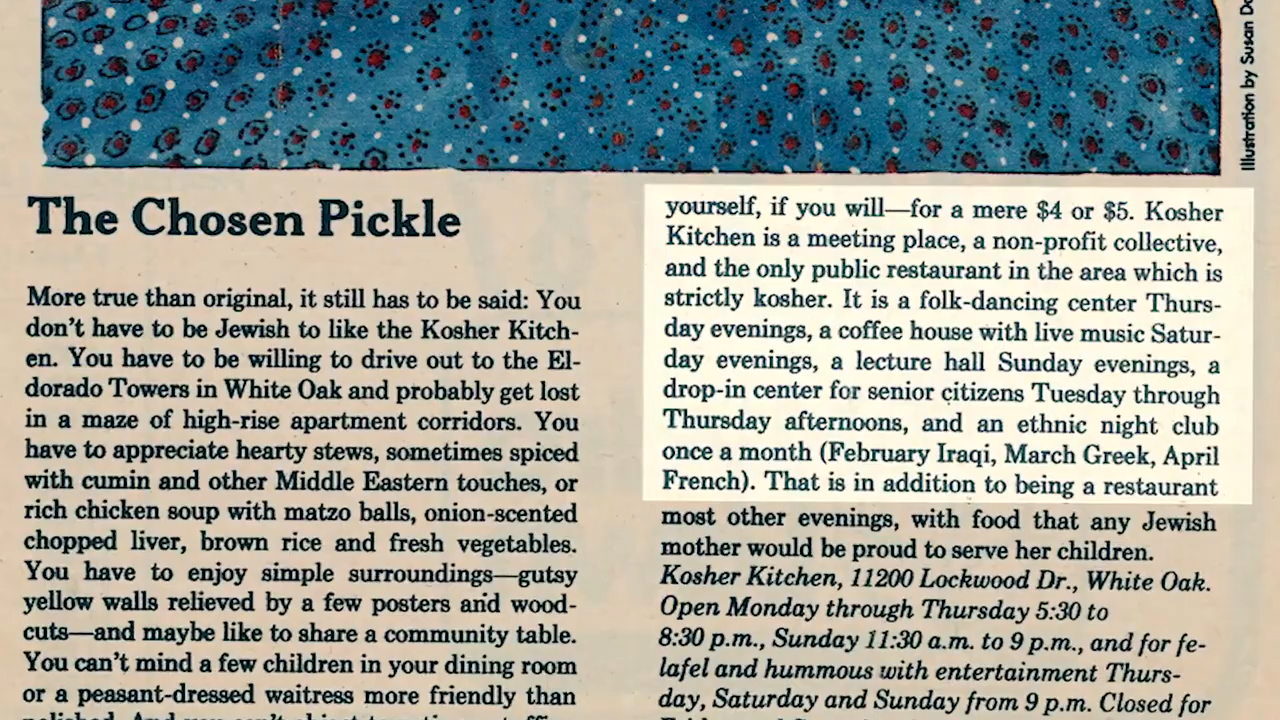 Illustration by Susan
The Chosen Pickle
More true than original, it still has to be said: You
don't have to be Jewish to like the Kosher Kitch-
en. You have to be willing to drive out to the El-
dorado Towers in White Oak and probably get lost
in a maze of high-rise apartment corridors. You
have to appreciate hearty stews, sometimes spiced
with cumin and other Middle Eastern touches, or
rich chicken soup with matzo balls, onion-scented
chopped liver, brown rice and fresh vegetables.
You have to enjoy simple surroundings—gutsy
yellow walls relieved by a few posters and wood-
cuts—and maybe like to share a community table.
You can't mind a few children in your dining room
or a peasant-dressed waitress more friendly than
yourself, if you will—for a mere $4 or $5. Kosher
Kitchen is a meeting place, a non-profit collective,
and the only public restaurant in the area which is
strictly kosher. It is a folk-dancing center Thurs-
day evenings, a coffee house with live music Satur-
day evenings, a lecture hall Sunday evenings, a
drop-in center for senior citizens Tuesday through
Thursday afternoons, and an ethnic night club
once a month (February Iraqi, March Greek, April
French). That is in addition to being a restaurant
most other evenings, with food that any Jewish
mother would be proud to serve her children.
Kosher Kitchen, 11200 Lockwood Dr., White Oak.
Open Monday through Thursday 5:30 to
8:30 p.m., Sunday 11:30 a.m. to 9 p.m., and for fe-
lafel and hummous with entertainment Thurs-
day, Saturday and Sunday from 9 p.m. Closed for